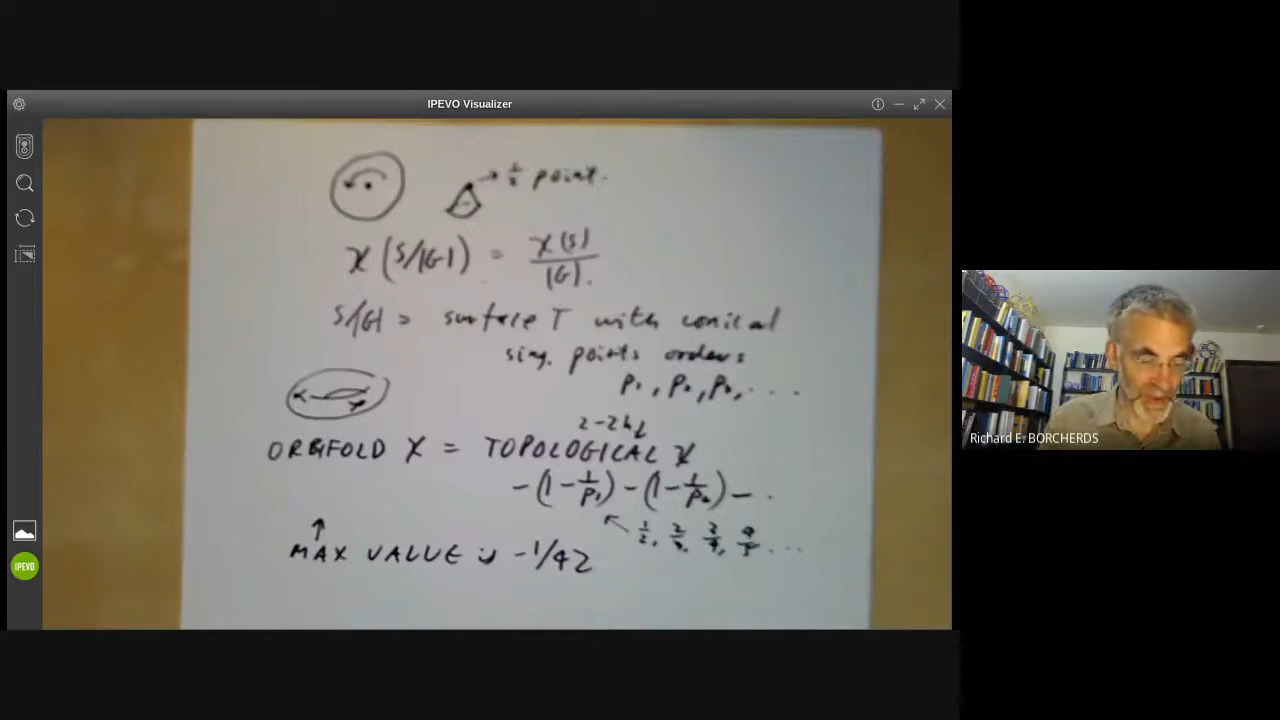 IPEVO Visualizer
→ 1/2 point.
χ(S/|G|) = χ(S)/|G|.
S/|G| = surface T with conical
sing. points orders
p₁, p₂, p₃, . . .
2-2h
ORBIFOLD χ = TOPOLOGICAL χ
-(1-1/p₁)-(1-1/p₂)- .
1/2, 2/3, 3/4, 4/5 . . .
MAX VALUE is -1/42
Richard E. BORCHERDS
IPEVO